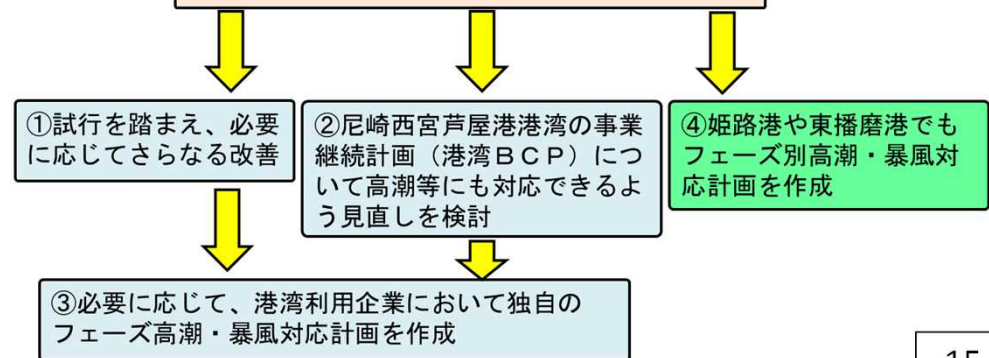 ①試行を踏まえ、必要
に応じてさらなる改善
②尼崎西宮芦屋港港湾の事業
継続計画（港湾ＢＣＰ）につ
いて高潮等にも対応できるよ
う見直しを検討
④姫路港や東播磨港でも
フェーズ別高潮・暴風対
応計画を作成
③必要に応じて、港湾利用企業において独自の
フェーズ高潮・暴風対応計画を作成
15